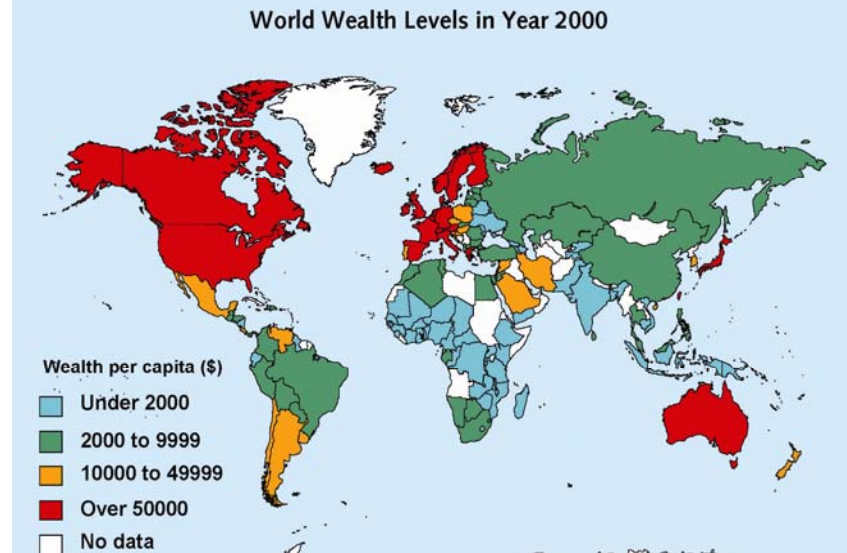 World Wealth Levels in Year 2000
Wealth per capita ($)
Under 2000
2000 to 9999
10000 to 49999
Over 50000
No data